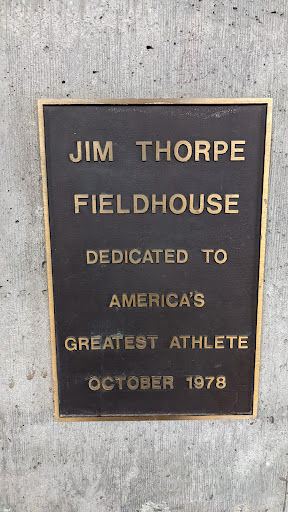 JIM THORPE
FIELDHOUSE
DEDICATED TO
AMERICA'S
GREATEST ATHLETE
OCTOBER 1978